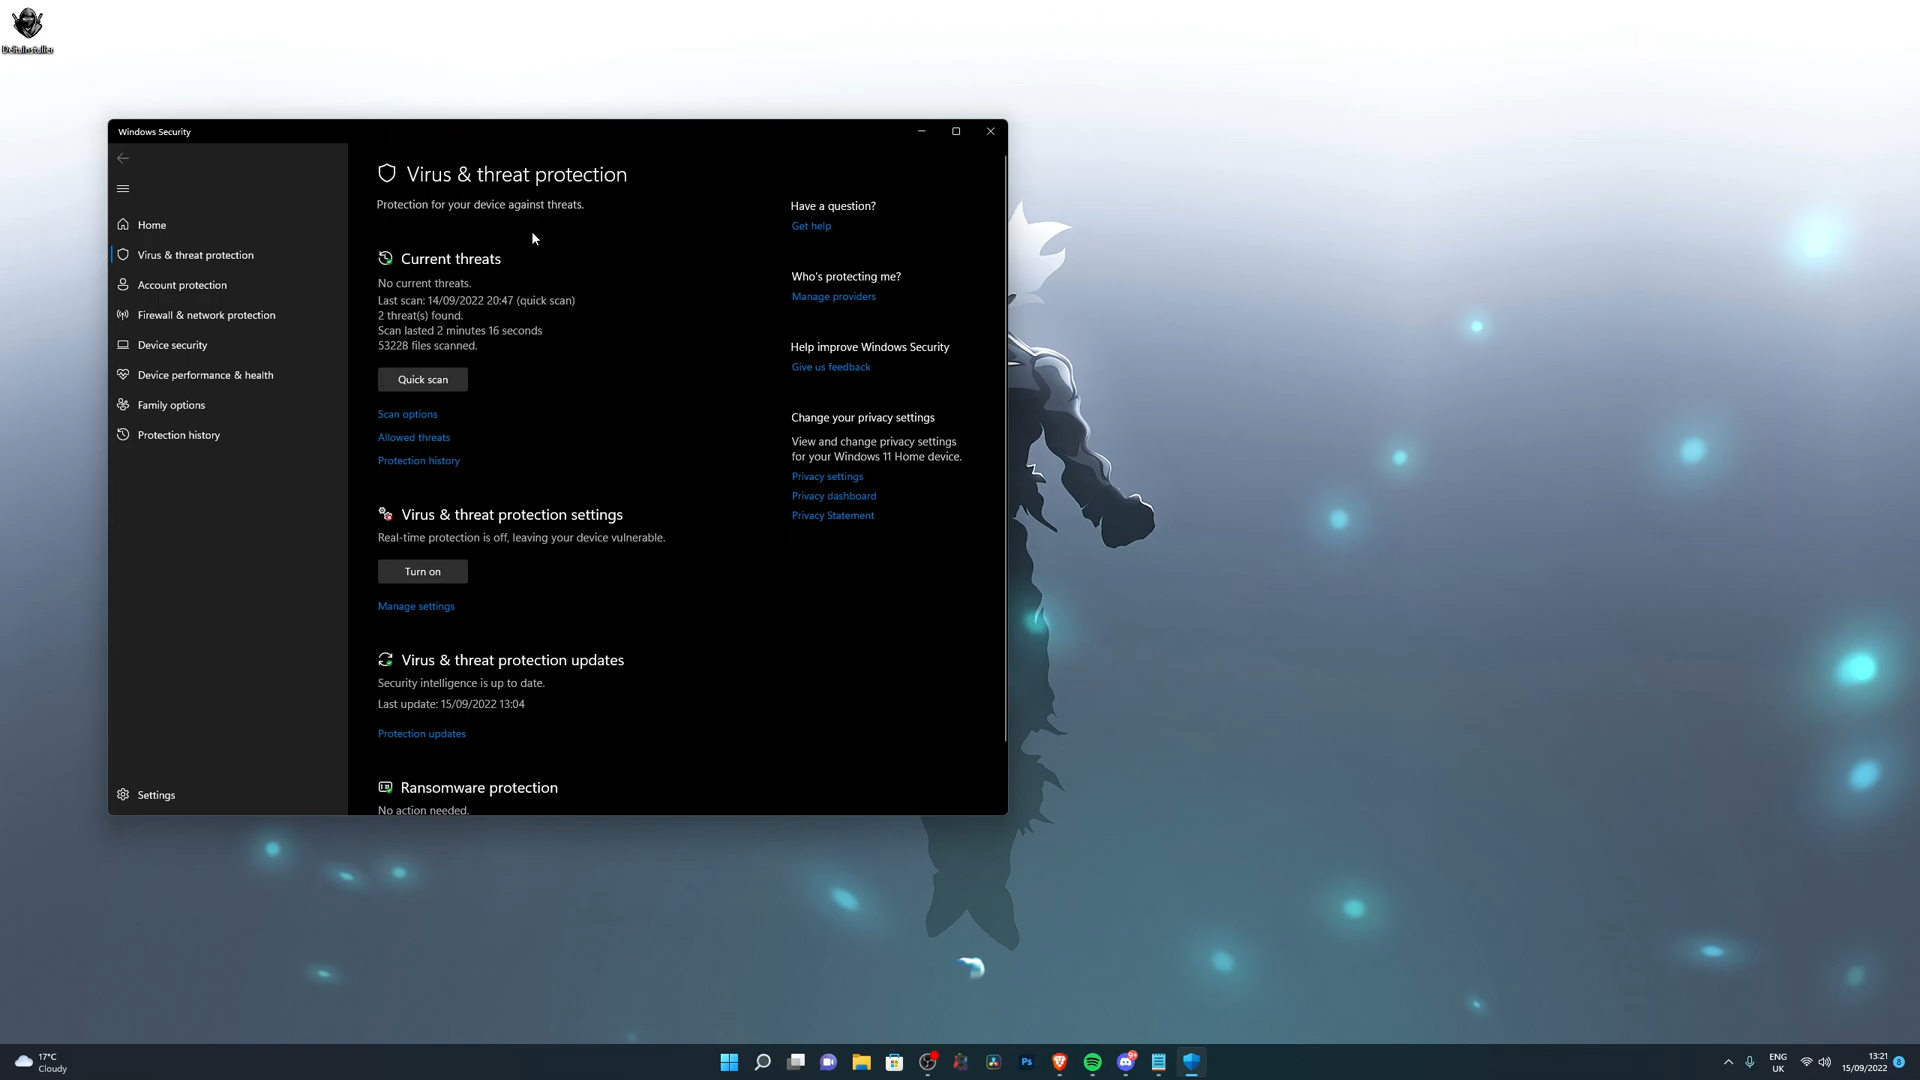 DeltaInstaller
Windows Security
Home
Virus & threat protection
Account protection
Firewall & network protection
Device security
Device performance & health
Family options
Protection history
Settings
Virus & threat protection
Protection for your device against threats.
Current threats
No current threats.
Last scan: 14/09/2022 20:47 (quick scan)
2 threat(s) found.
Scan lasted 2 minutes 16 seconds
53228 files scanned.
Quick scan
Scan options
Allowed threats
Protection history
Virus & threat protection settings
Real-time protection is off, leaving your device vulnerable.
Turn on
Manage settings
Virus & threat protection updates
Security intelligence is up to date.
Last update: 15/09/2022 13:04
Protection updates
Ransomware protection
No action needed.
Have a question?
Get help
Who's protecting me?
Manage providers
Help improve Windows Security
Give us feedback
Change your privacy settings
View and change privacy settings
for your Windows 11 Home device.
Privacy settings
Privacy dashboard
Privacy Statement
17°C
Cloudy
Ps
ENG
UK
13:21
15/09/2022
8